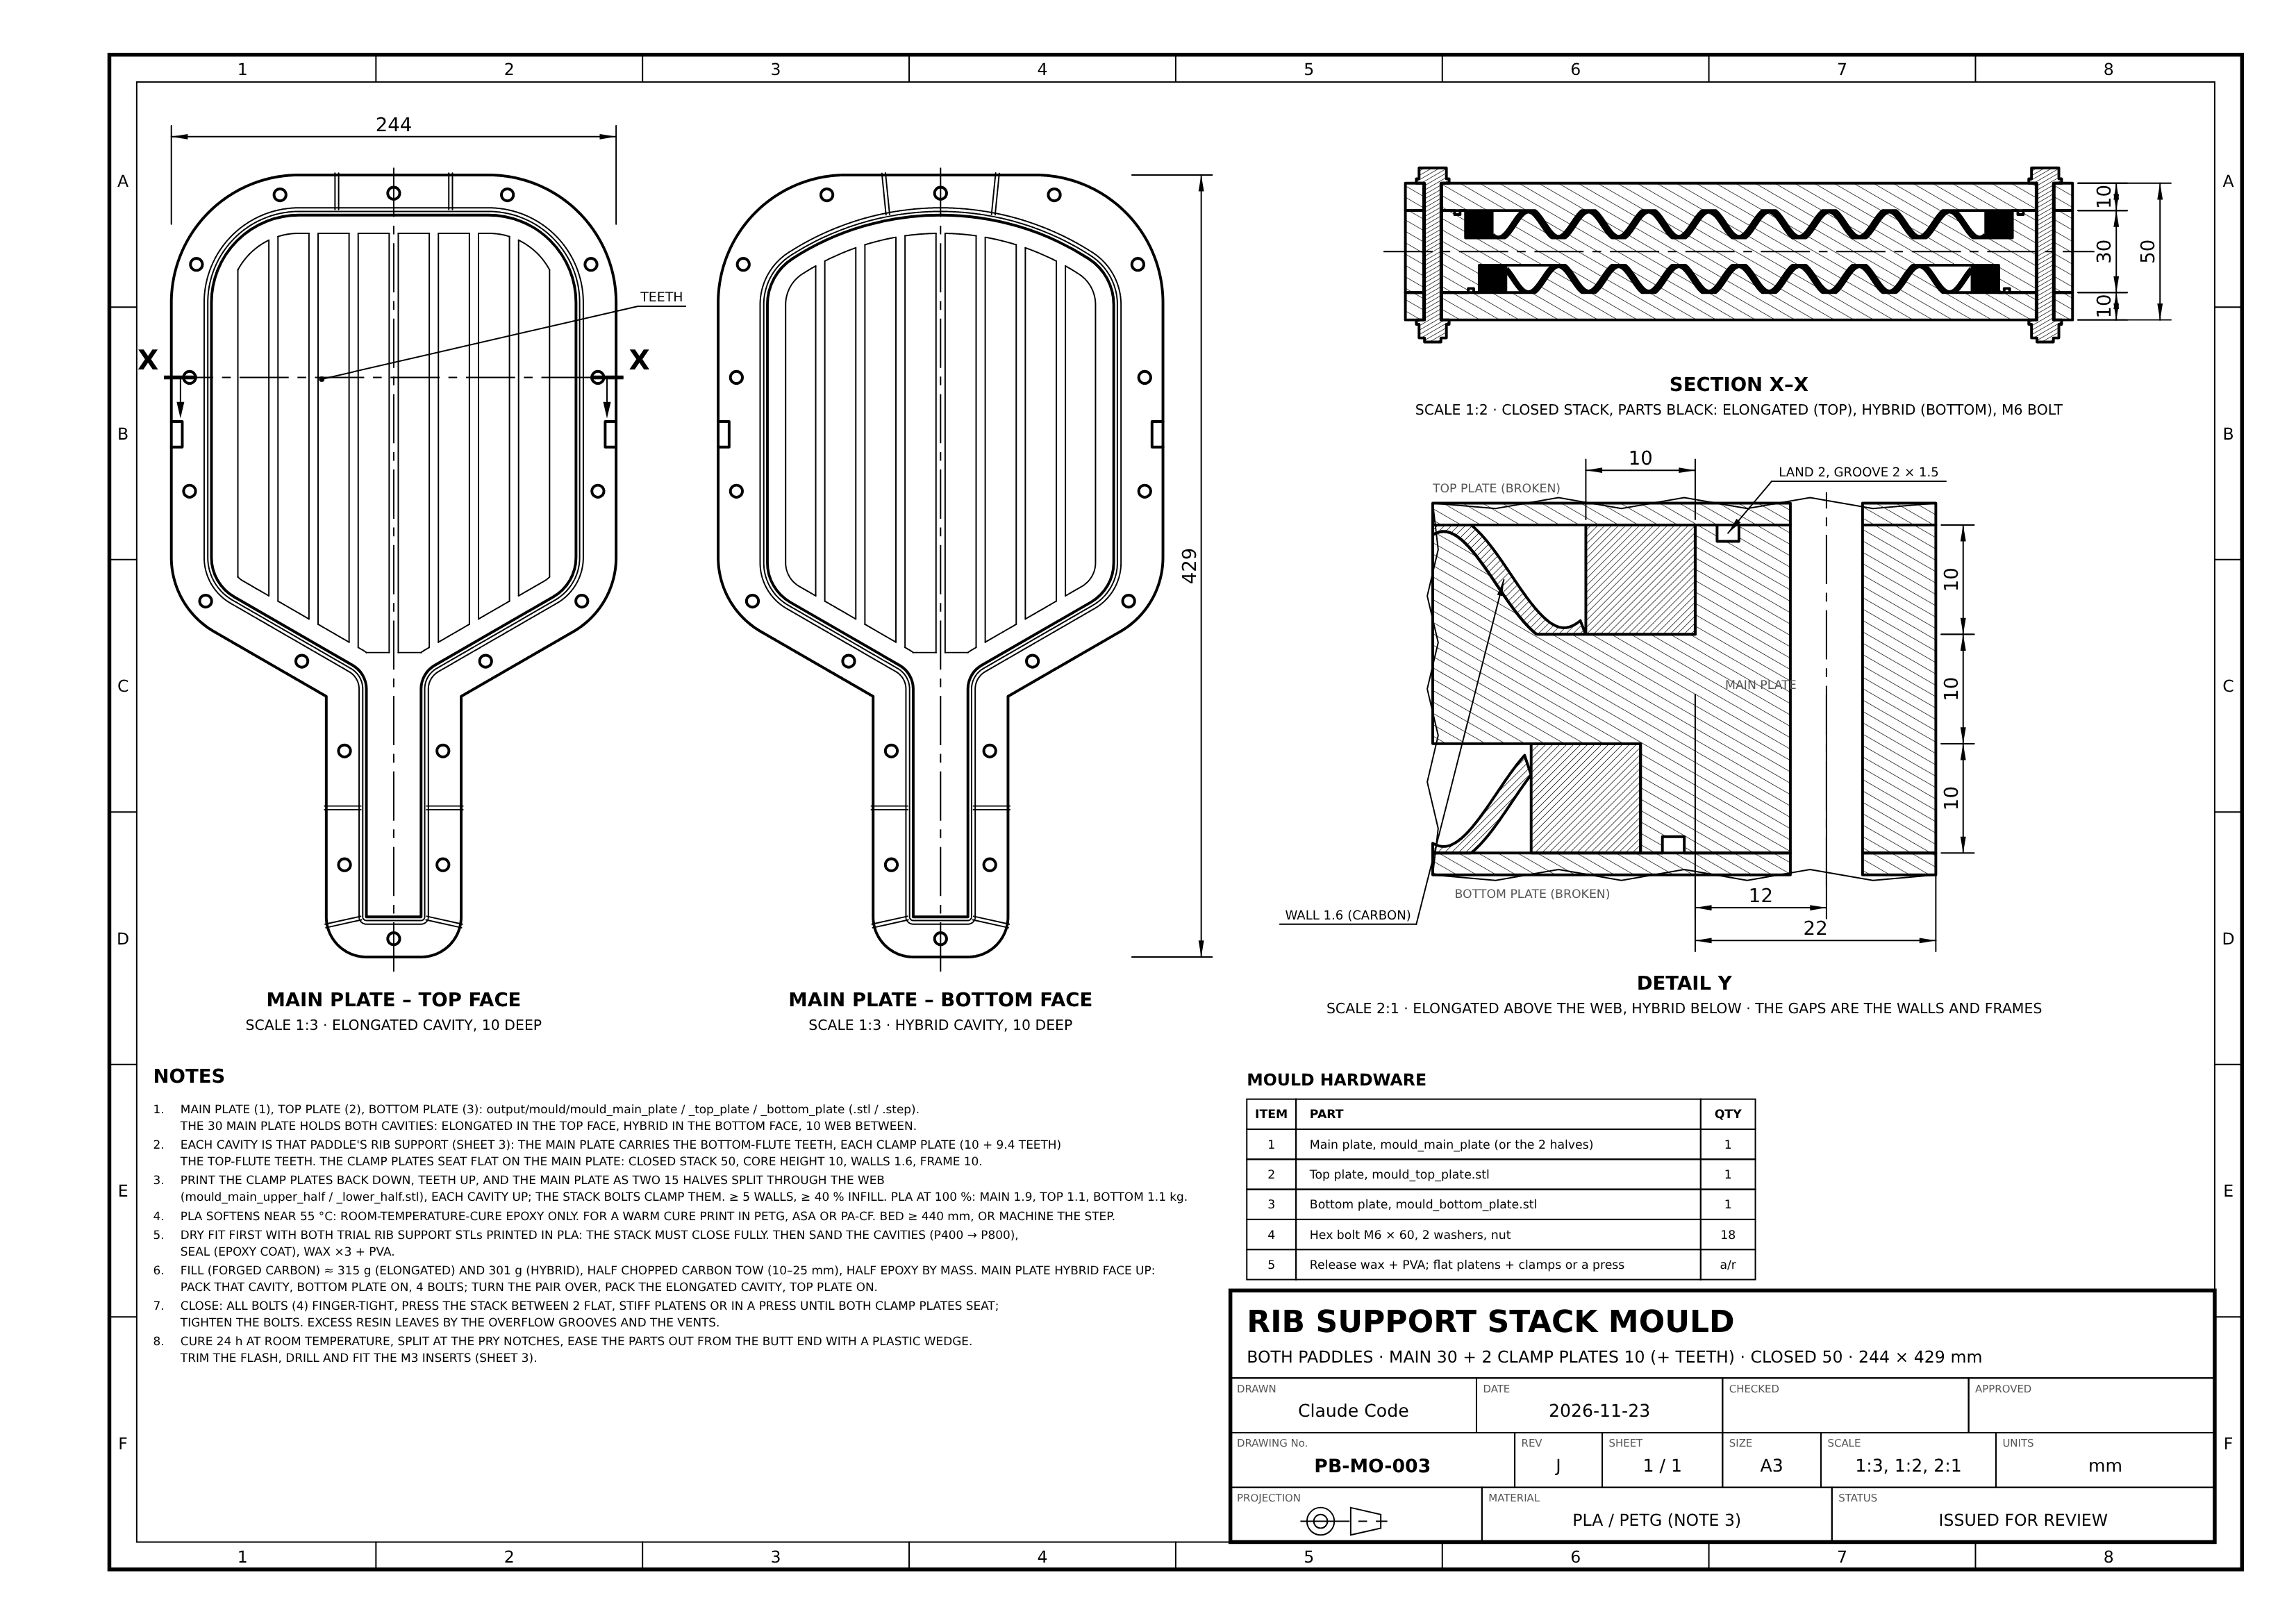 1 2 3 4 5 6 7 8
A A
B B
C C
D D
E E
F F
244
TEETH
X X
429
MAIN PLATE – TOP FACE
SCALE 1:3 · ELONGATED CAVITY, 10 DEEP
MAIN PLATE – BOTTOM FACE
SCALE 1:3 · HYBRID CAVITY, 10 DEEP
10
30
10
50
SECTION X–X
SCALE 1:2 · CLOSED STACK, PARTS BLACK: ELONGATED (TOP), HYBRID (BOTTOM), M6 BOLT
10
LAND 2, GROOVE 2 × 1.5
TOP PLATE (BROKEN)
10
MAIN PLATE
10
10
BOTTOM PLATE (BROKEN)
12
WALL 1.6 (CARBON)
22
DETAIL Y
SCALE 2:1 · ELONGATED ABOVE THE WEB, HYBRID BELOW · THE GAPS ARE THE WALLS AND FRAMES
NOTES
1. MAIN PLATE (1), TOP PLATE (2), BOTTOM PLATE (3): output/mould/mould_main_plate / _top_plate / _bottom_plate (.stl / .step).
THE 30 MAIN PLATE HOLDS BOTH CAVITIES: ELONGATED IN THE TOP FACE, HYBRID IN THE BOTTOM FACE, 10 WEB BETWEEN.
2. EACH CAVITY IS THAT PADDLE'S RIB SUPPORT (SHEET 3): THE MAIN PLATE CARRIES THE BOTTOM-FLUTE TEETH, EACH CLAMP PLATE (10 + 9.4 TEETH)
THE TOP-FLUTE TEETH. THE CLAMP PLATES SEAT FLAT ON THE MAIN PLATE: CLOSED STACK 50, CORE HEIGHT 10, WALLS 1.6, FRAME 10.
3. PRINT THE CLAMP PLATES BACK DOWN, TEETH UP, AND THE MAIN PLATE AS TWO 15 HALVES SPLIT THROUGH THE WEB
(mould_main_upper_half / _lower_half.stl), EACH CAVITY UP; THE STACK BOLTS CLAMP THEM. ≥ 5 WALLS, ≥ 40 % INFILL. PLA AT 100 %: MAIN 1.9, TOP 1.1, BOTTOM 1.1 kg.
4. PLA SOFTENS NEAR 55 °C: ROOM-TEMPERATURE-CURE EPOXY ONLY. FOR A WARM CURE PRINT IN PETG, ASA OR PA-CF. BED ≥ 440 mm, OR MACHINE THE STEP.
5. DRY FIT FIRST WITH BOTH TRIAL RIB SUPPORT STLs PRINTED IN PLA: THE STACK MUST CLOSE FULLY. THEN SAND THE CAVITIES (P400 → P800),
SEAL (EPOXY COAT), WAX ×3 + PVA.
6. FILL (FORGED CARBON) ≈ 315 g (ELONGATED) AND 301 g (HYBRID), HALF CHOPPED CARBON TOW (10–25 mm), HALF EPOXY BY MASS. MAIN PLATE HYBRID FACE UP:
PACK THAT CAVITY, BOTTOM PLATE ON, 4 BOLTS; TURN THE PAIR OVER, PACK THE ELONGATED CAVITY, TOP PLATE ON.
7. CLOSE: ALL BOLTS (4) FINGER-TIGHT, PRESS THE STACK BETWEEN 2 FLAT, STIFF PLATENS OR IN A PRESS UNTIL BOTH CLAMP PLATES SEAT;
TIGHTEN THE BOLTS. EXCESS RESIN LEAVES BY THE OVERFLOW GROOVES AND THE VENTS.
8. CURE 24 h AT ROOM TEMPERATURE, SPLIT AT THE PRY NOTCHES, EASE THE PARTS OUT FROM THE BUTT END WITH A PLASTIC WEDGE.
TRIM THE FLASH, DRILL AND FIT THE M3 INSERTS (SHEET 3).
MOULD HARDWARE
ITEM PART QTY
1 Main plate, mould_main_plate (or the 2 halves) 1
2 Top plate, mould_top_plate.stl 1
3 Bottom plate, mould_bottom_plate.stl 1
4 Hex bolt M6 × 60, 2 washers, nut 18
5 Release wax + PVA; flat platens + clamps or a press a/r
RIB SUPPORT STACK MOULD
BOTH PADDLES · MAIN 30 + 2 CLAMP PLATES 10 (+ TEETH) · CLOSED 50 · 244 × 429 mm
DRAWN DATE CHECKED APPROVED
Claude Code 2026-11-23
DRAWING No. REV SHEET SIZE SCALE UNITS
PB-MO-003 J 1 / 1 A3 1:3, 1:2, 2:1 mm
PROJECTION MATERIAL STATUS
PLA / PETG (NOTE 3) ISSUED FOR REVIEW
1 2 3 4 5 6 7 8